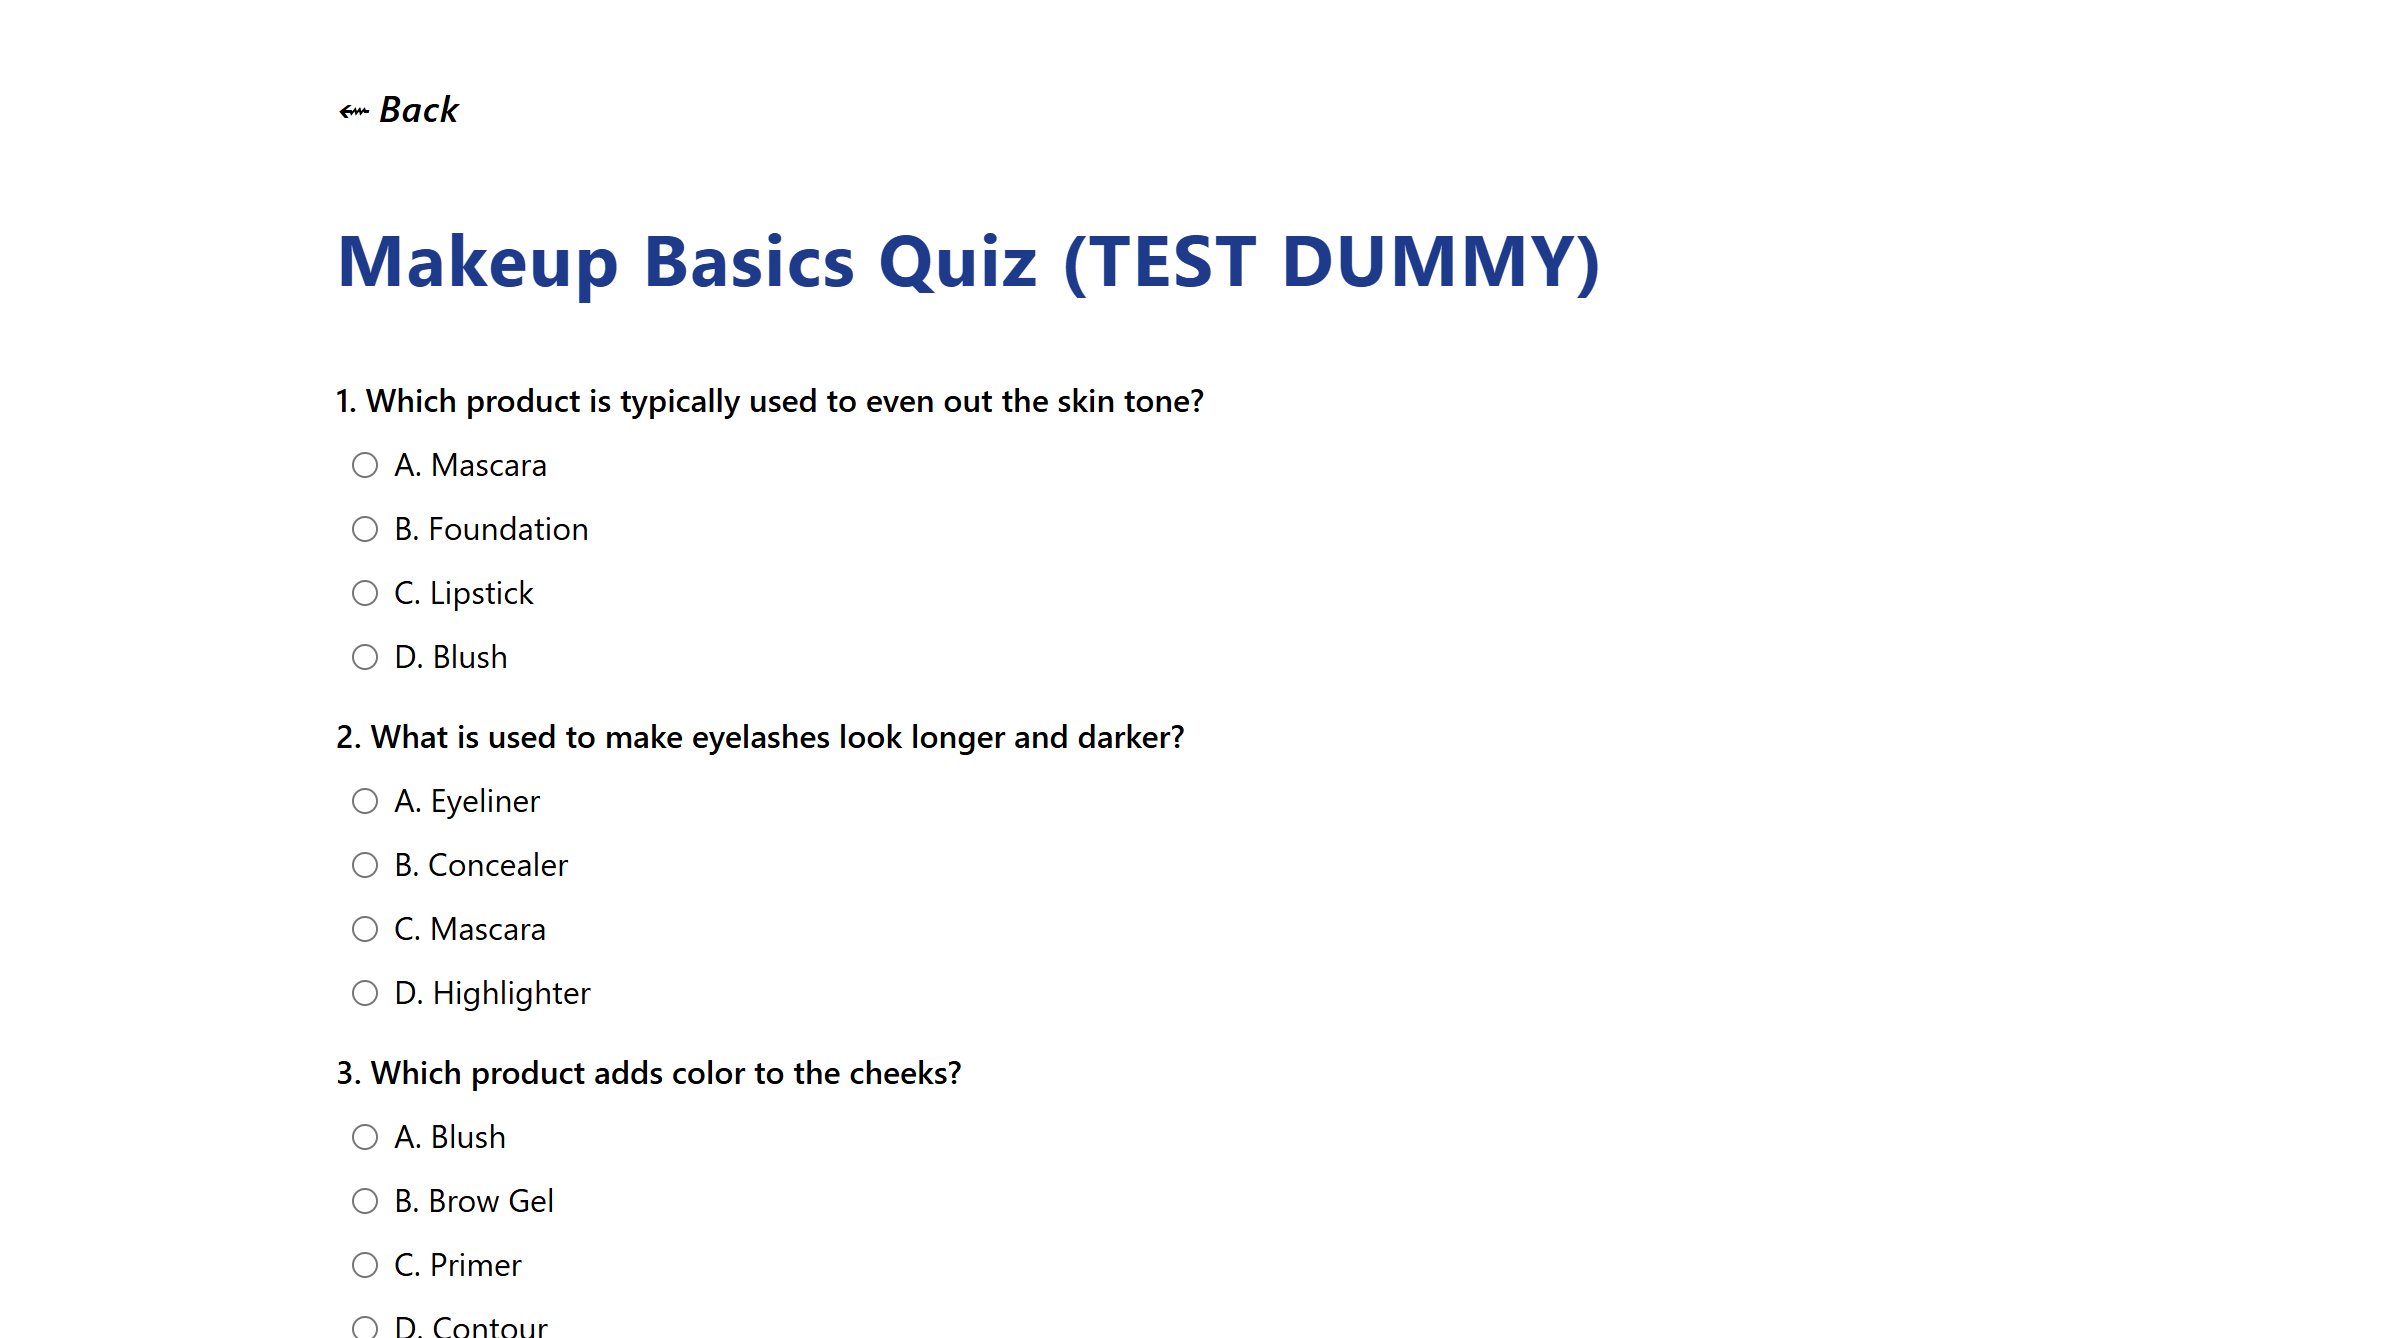 ⬳ Back
Makeup Basics Quiz (TEST DUMMY)
1. Which product is typically used to even out the skin tone?
A. Mascara
B. Foundation
C. Lipstick
D. Blush
2. What is used to make eyelashes look longer and darker?
A. Eyeliner
B. Concealer
C. Mascara
D. Highlighter
3. Which product adds color to the cheeks?
A. Blush
B. Brow Gel
C. Primer
D. Contour